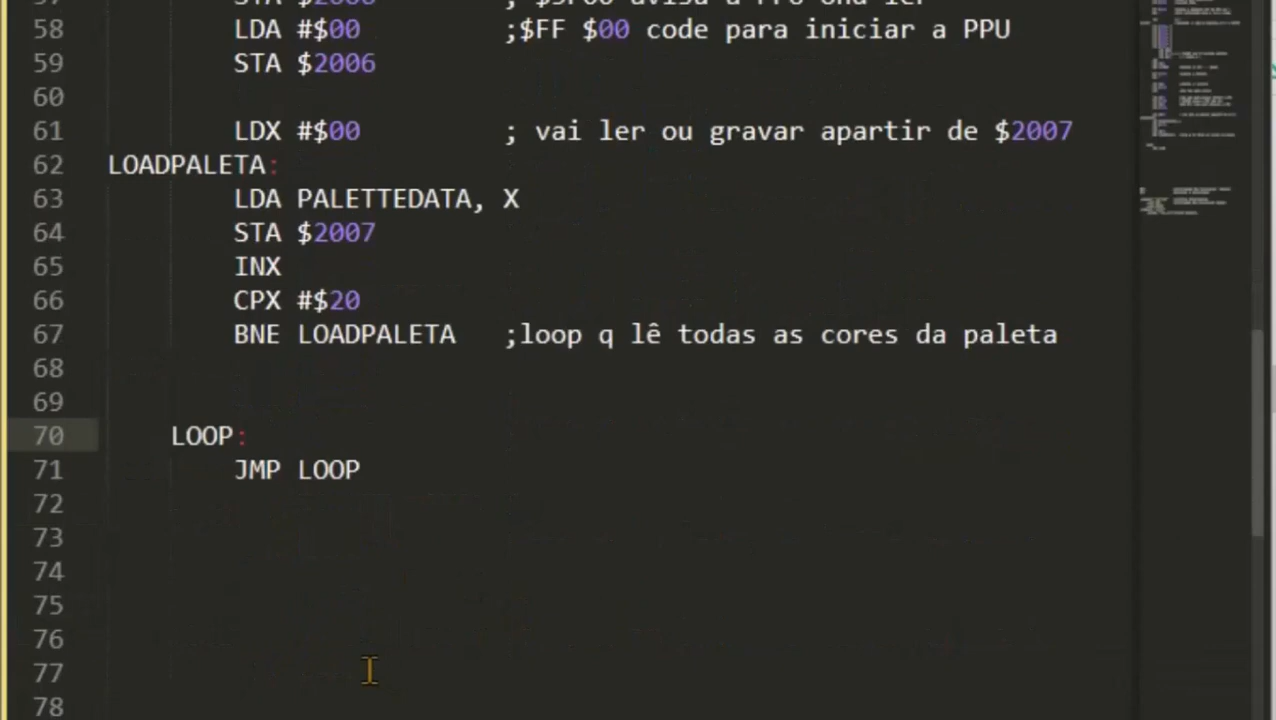 58 LDA #$00 ;$FF $00 code para iniciar a PPU
59 STA $2006
60
61 LDX #$00 ; vai ler ou gravar apartir de $2007
62 LOADPALETA:
63 LDA PALETTEDATA, X
64 STA $2007
65 INX
66 CPX #$20
67 BNE LOADPALETA ;loop q lê todas as cores da paleta
68
69
70 LOOP:
71 JMP LOOP
72
73
74
75
76
77
78